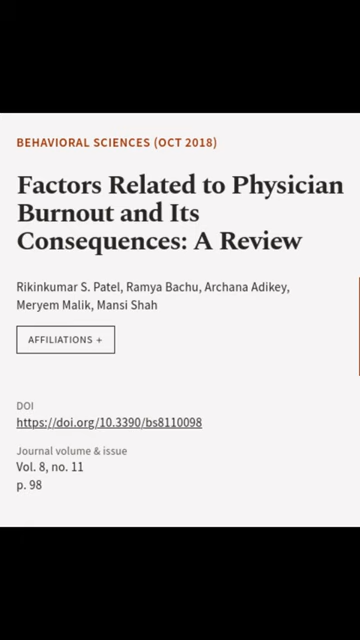 BEHAVIORAL SCIENCES (OCT 2018)
Factors Related to Physician
Burnout and Its
Consequences: A Review
Rikinkumar S. Patel, Ramya Bachu, Archana Adikey,
Meryem Malik, Mansi Shah
AFFILIATIONS +
DOI
https://doi.org/10.3390/bs8110098
Journal volume & issue
Vol. 8, no. 11
p. 98